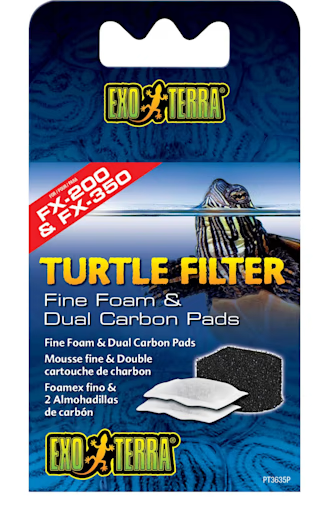 EXO TERRA
FOR / POUR / PARA
FX-200
& FX-350
TURTLE FILTER
Fine Foam &
Dual Carbon Pads
Fine Foam & Dual Carbon Pads
Mousse fine & Double
cartouche de charbon
Foamex fino &
2 Almohadillas
de carbón
EXO TERRA
PT3635P